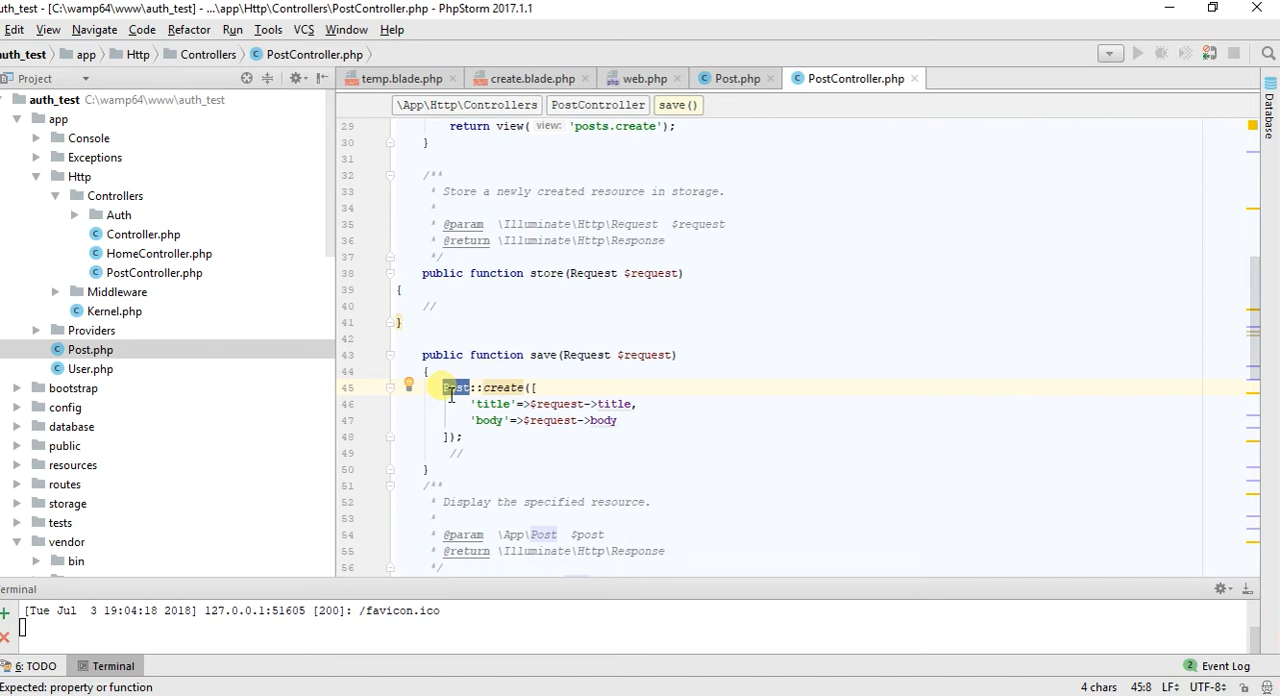 auth_test - [C:\wamp64\www\auth_test] - ...\app\Http\Controllers\PostController.php - PhpStorm 2017.1.1
Edit View Navigate Code Refactor Run Tools VCS Window Help
auth_test app Http Controllers PostController.php
Project
temp.blade.php create.blade.php web.php Post.php PostController.php
auth_test C:\wamp64\www\auth_test
app
Console
Exceptions
Http
Controllers
Auth
Controller.php
HomeController.php
PostController.php
Middleware
Kernel.php
Providers
Post.php
User.php
bootstrap
config
database
public
resources
routes
storage
tests
vendor
bin
\App\Http\Controllers PostController save()
29 return view( view: 'posts.create');
30 }
31
32 /**
33 * Store a newly created resource in storage.
34 *
35 * @param \Illuminate\Http\Request $request
36 * @return \Illuminate\Http\Response
37 */
38 public function store(Request $request)
39 {
40 //
41 }
42
43 public function save(Request $request)
44 {
45 Post::create([
46 'title'=>$request->title,
47 'body'=>$request->body
48 ]);
49 //
50 }
51 /**
52 * Display the specified resource.
53 *
54 * @param \App\Post $post
55 * @return \Illuminate\Http\Response
56 */
Database
Terminal
[Tue Jul 3 19:04:18 2018] 127.0.0.1:51605 [200]: /favicon.ico
6: TODO Terminal 2 Event Log
Expected: property or function 4 chars 45:8 LF÷ UTF-8÷